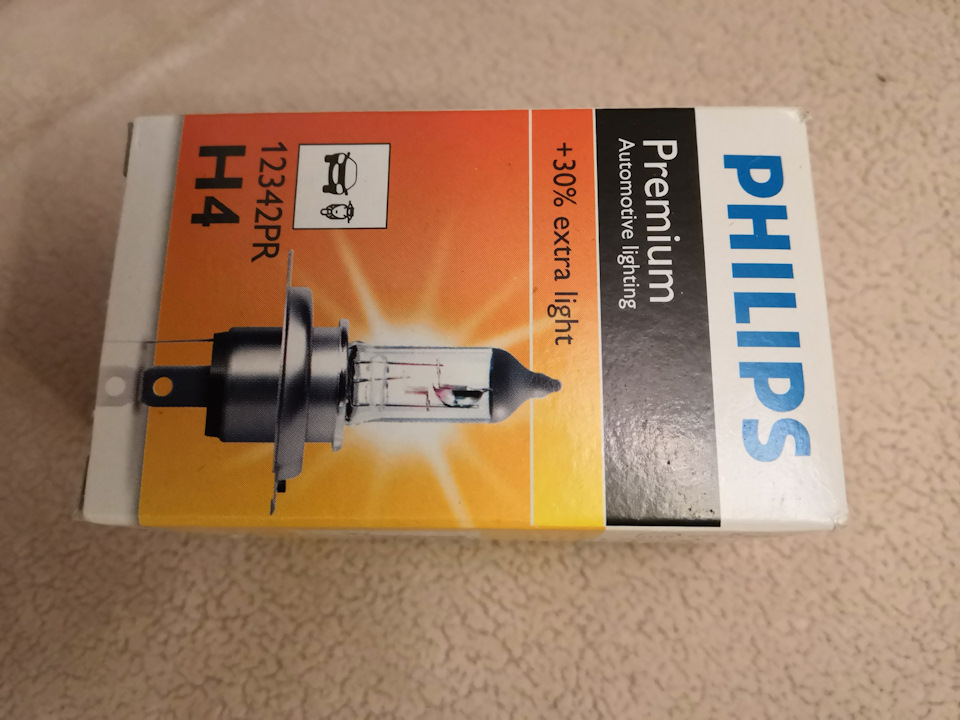 PHILIPS
Premium
Automotive lighting
+30% extra light
12342PR
H4